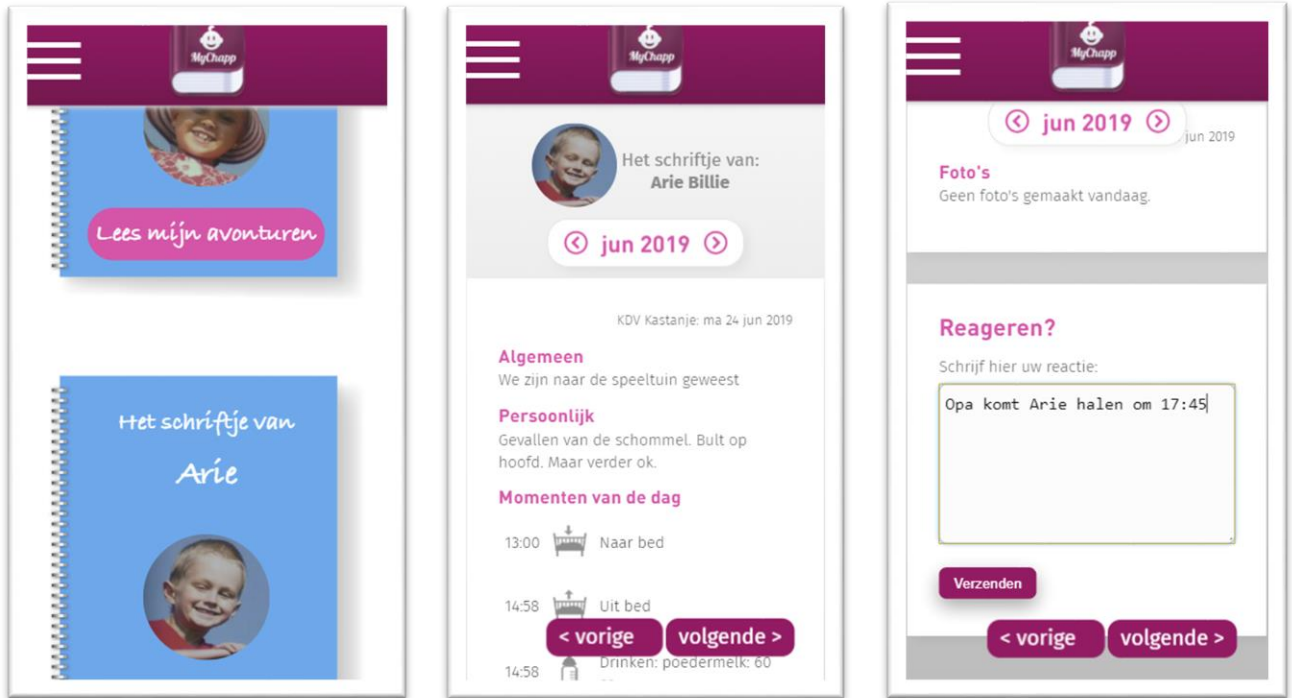 MyChapp
Lees mijn avonturen
Het schriftje van
Arie
MyChapp
Het schriftje van:
Arie Billie
jun 2019
KDV Kastanje: ma 24 jun 2019
Algemeen
We zijn naar de speeltuin geweest
Persoonlijk
Gevallen van de schommel. Bult op
hoofd. Maar verder ok.
Momenten van de dag
13:00 Naar bed
14:58 Uit bed
< vorige volgende >
14:58 Drinken: poedermelk: 60
MyChapp
jun 2019
jun 2019
Foto's
Geen foto's gemaakt vandaag.
Reageren?
Schrijf hier uw reactie:
Opa komt Arie halen om 17:45
Verzenden
< vorige volgende >